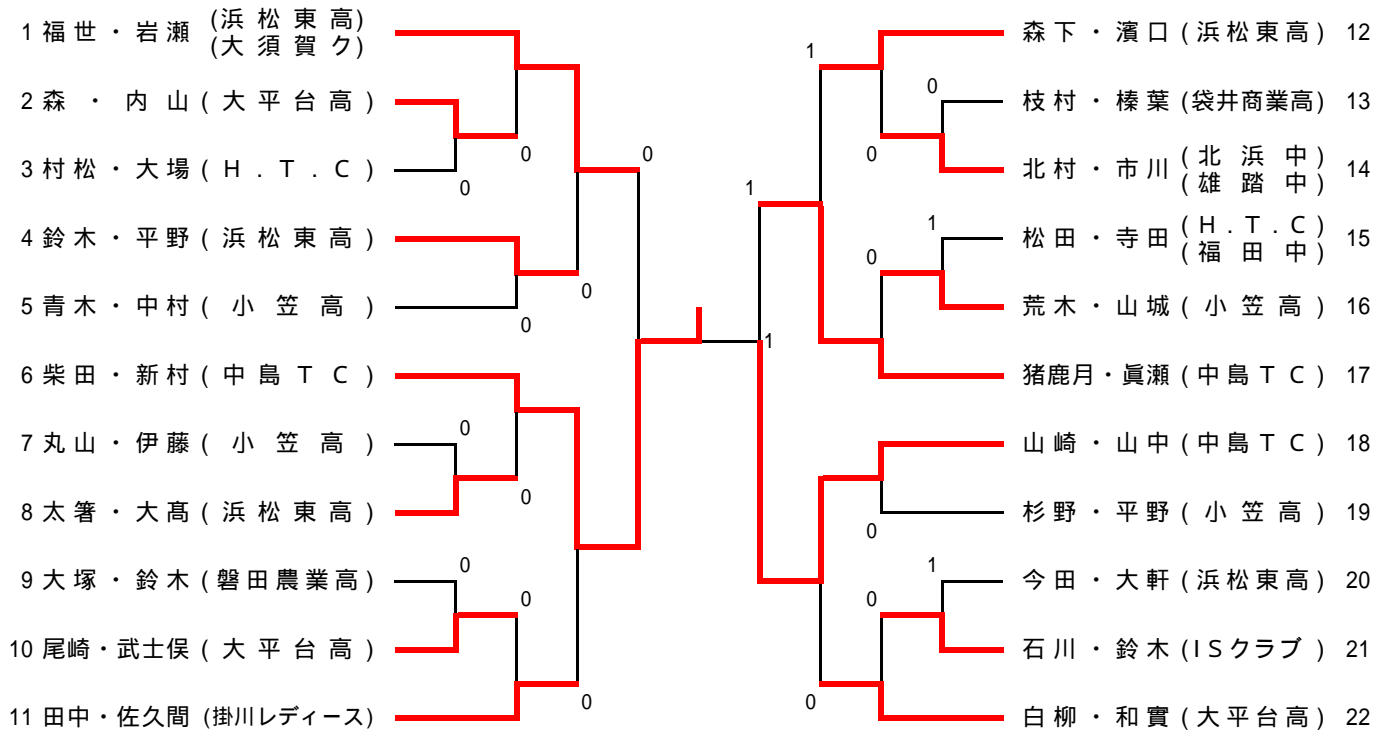 1 福世・岩瀬 (浜松東高)
(大須賀ク)
2 森・内山 (大平台高)
3 村松・大場 (H.T.C)
0
0
0
4 鈴木・平野 (浜松東高)
5 青木・中村 (小笠高)
0
0
6 柴田・新村 (中島TC)
7 丸山・伊藤 (小笠高)
0
8 太箸・大髙 (浜松東高)
0
9 大塚・鈴木 (磐田農業高)
0
0
10 尾崎・武士俣 (大平台高)
11 田中・佐久間 (掛川レディース)
0
1
1
森下・濱口 (浜松東高) 12
1
0
枝村・榛葉 (袋井商業高) 13
0
北村・市川 (北浜中) 14
(雄踏中)
1
松田・寺田 (H.T.C) 15
(福田中)
0
荒木・山城 (小笠高) 16
猪鹿月・眞瀬 (中島TC) 17
山崎・山中 (中島TC) 18
0
杉野・平野 (小笠高) 19
1
今田・大軒 (浜松東高) 20
0
石川・鈴木 (ISクラブ) 21
0
白柳・和實 (大平台高) 22